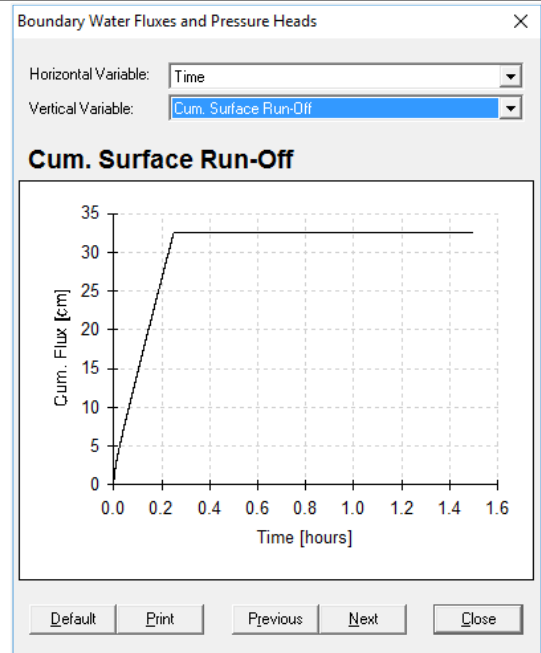 Boundary Water Fluxes and Pressure Heads
Horizontal Variable: Time
Vertical Variable: Cum. Surface Run-Off
Cum. Surface Run-Off
35
30
25
20
15
10
5
0
Cum. Flux [cm]
0.0 0.2 0.4 0.6 0.8 1.0 1.2 1.4 1.6
Time [hours]
Default Print Previous Next Close